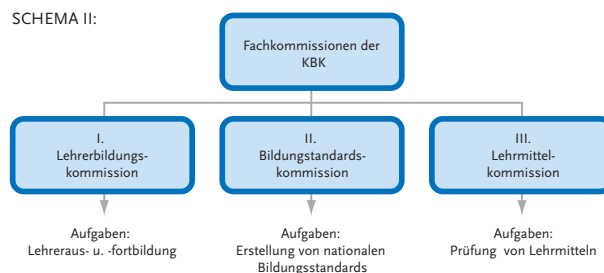 SCHEMA II:
Fachkommissionen der
KBK
I.
Lehrerbildungs-
kommission
II.
Bildungstandards-
kommission
III.
Lehrmittel-
kommission
Aufgaben:
Lehreraus- u. -fortbildung
Aufgaben:
Erstellung von nationalen
Bildungsstandards
Aufgaben:
Prüfung von Lehrmitteln